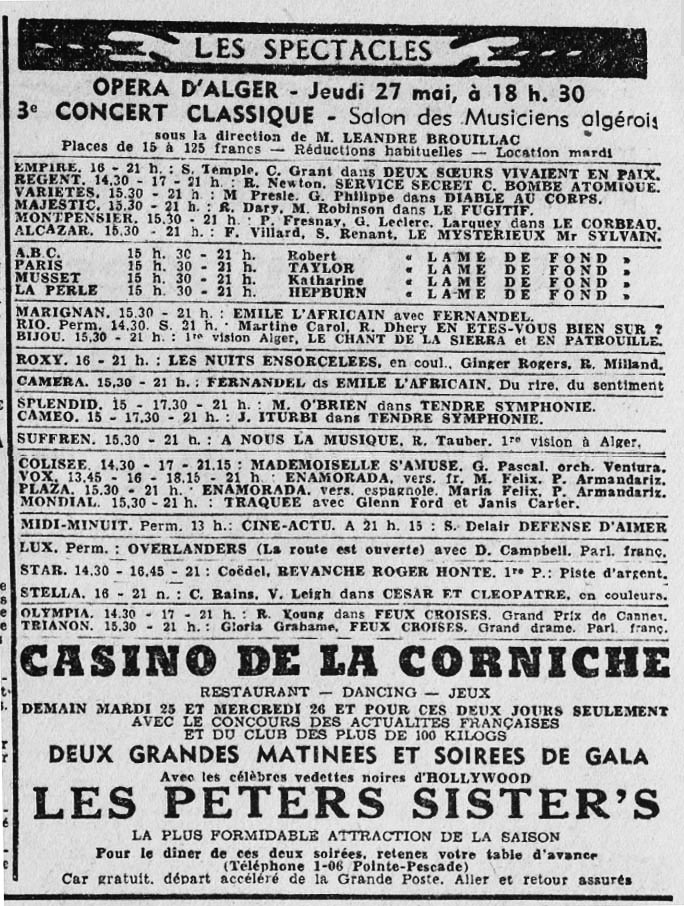 LES SPECTACLES
OPERA D'ALGER - Jeudi 27 mai, à 18 h. 30
3e CONCERT CLASSIQUE - Salon des Musiciens algérois
sous la direction de M. LEANDRE BROUILLAC
Places de 15 à 125 francs — Réductions habituelles — Location mardi
EMPIRE. 16 - 21 h. : S. Temple, C. Grant dans DEUX SŒURS VIVAIENT EN PAIX.
REGENT. 14.30 - 17 - 21 h. : R. Newton, SERVICE SECRET C. BOMBE ATOMIQUE.
VARIETES. 15.30 - 21 h. : M Presle, G. Philippe dans DIABLE AU CORPS.
MAJESTIC. 15.30 - 21 h. : R. Dary, M. Robinson dans LE FUGITIF.
MONTPENSIER. 15.30 - 21 h. : P. Fresnay, G. Leclerc, Larquey dans LE CORBEAU.
ALCAZAR. 15.30 - 21 h. : F. Villard, S. Renant, LE MYSTERIEUX Mr SYLVAIN.
A.B.C. 15 h. 30 - 21 h. Robert « LAME DE FOND »
PARIS 15 h. 30 - 21 h. TAYLOR « LAME DE FOND »
MUSSET 15 h. 30 - 21 h. Katharine « LAME DE FOND »
LA PERLE 15 h. 30 - 21 h. HEPBURN « LAME DE FOND »
MARIGNAN. 15.30 - 21 h. : EMILE L'AFRICAIN avec FERNANDEL.
RIO. Perm. 14.30. S. 21 h. : Martine Carol, R. Dhery EN ETES-VOUS BIEN SUR ?
BIJOU. 15.30 - 21 h. : 1re vision Alger, LE CHANT DE LA SIERRA et EN PATROUILLE.
ROXY. 16 - 21 h. : LES NUITS ENSORCELEES, en coul., Ginger Rogers, R. Milland.
CAMERA. 15.30 - 21 h. : FERNANDEL ds EMILE L'AFRICAIN. Du rire, du sentiment
SPLENDID. 15 - 17.30 - 21 h. : M. O'BRIEN dans TENDRE SYMPHONIE.
CAMEO. 15 - 17.30 - 21 h. : J. ITURBI dans TENDRE SYMPHONIE.
SUFFREN. 15.30 - 21 h. : A NOUS LA MUSIQUE, R. Tauber. 1re vision à Alger.
COLISEE. 14.30 - 17 - 21.15 : MADEMOISELLE S'AMUSE, G. Pascal, orch. Ventura.
VOX. 13.45 - 16 - 18.15 - 21 h. : ENAMORADA, vers. fr. M. Felix, P. Armandariz.
PLAZA. 15.30 - 21 h. : ENAMORADA, vers. espagnole. Maria Felix, P. Armandariz.
MONDIAL. 15.30 - 21 h. : TRAQUEE avec Glenn Ford et Janis Carter.
MIDI-MINUIT. Perm. 13 h.: CINE-ACTU. A 21 h. 15 : S. Delair DEFENSE D'AIMER
LUX. Perm. : OVERLANDERS (La route est ouverte) avec D. Campbell. Parl. franç.
STAR. 14.30 - 16.45 - 21 : Coëdel, REVANCHE ROGER HONTE. 1re P.: Piste d'argent.
STELLA. 16 - 21 n. : C. Rains, V. Leigh dans CESAR ET CLEOPATRE, en couleurs.
OLYMPIA. 14.30 - 17 - 21 h. : R. Young dans FEUX CROISES. Grand Prix de Cannes.
TRIANON. 15.30 - 21 h. : Gloria Grahame, FEUX CROISES. Grand drame. Parl. franç.
CASINO DE LA CORNICHE
RESTAURANT — DANCING — JEUX
DEMAIN MARDI 25 ET MERCREDI 26 ET POUR CES DEUX JOURS SEULEMENT
AVEC LE CONCOURS DES ACTUALITES FRANÇAISES
ET DU CLUB DES PLUS DE 100 KILOGS
DEUX GRANDES MATINEES ET SOIREES DE GALA
Avec les célèbres vedettes noires d'HOLLYWOOD
LES PETERS SISTER'S
LA PLUS FORMIDABLE ATTRACTION DE LA SAISON
Pour le dîner de ces deux soirées, retenez votre table d'avance
(Téléphone 1-06 Pointe-Pescade)
Car gratuit, départ accéléré de la Grande Poste. Aller et retour assurés